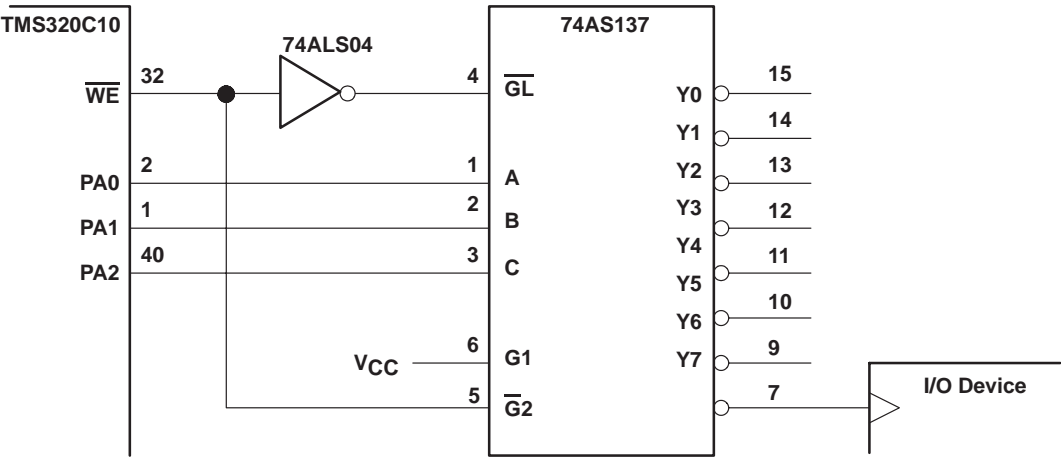 TMS320C10
74ALS04
74AS137
WE
32
4
GL
Y0
15
Y1
14
PA0
2
1
A
Y2
13
PA1
1
2
B
Y3
12
PA2
40
3
C
Y4
11
Y5
10
Y6
VCC
6
G1
Y7
9
5
G2
7
I/O Device